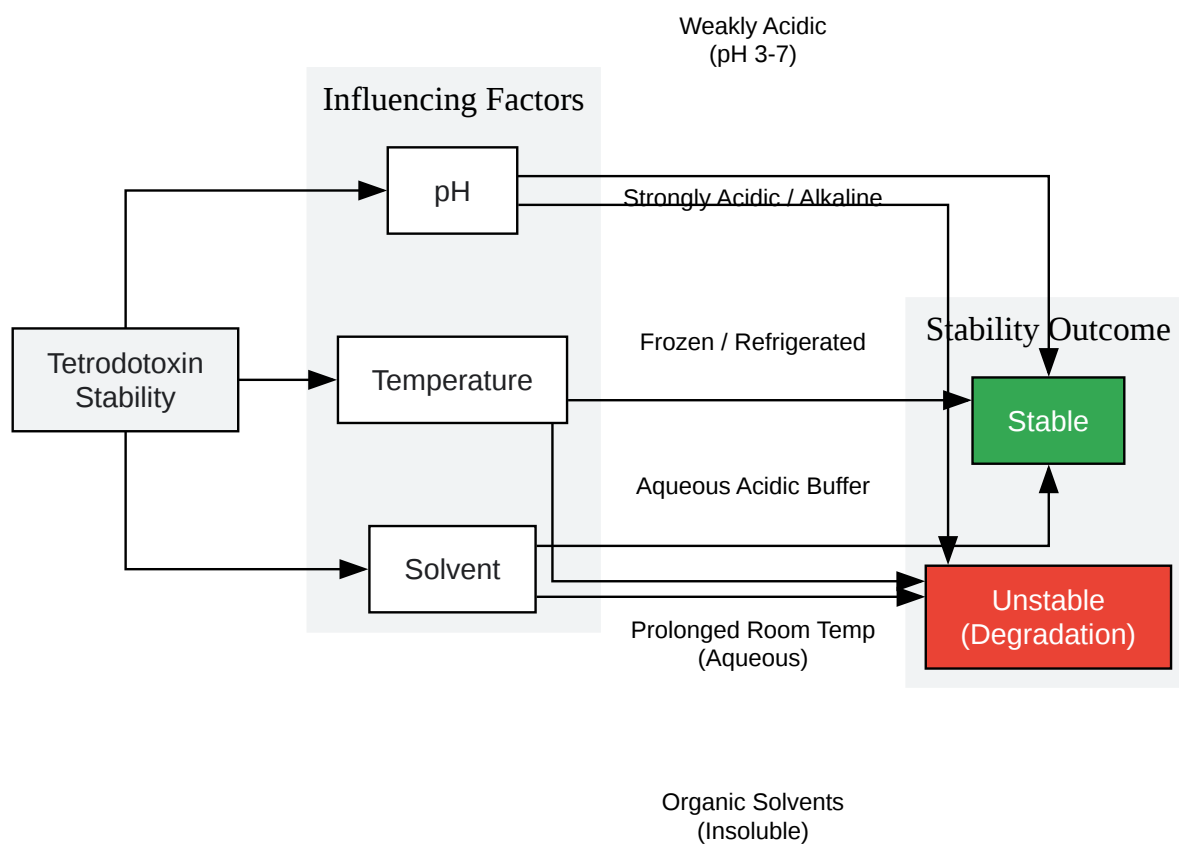 Weakly Acidic
(pH 3-7)
Influencing Factors
pH
Strongly Acidic / Alkaline
Tetrodotoxin
Stability
Temperature
Frozen / Refrigerated
Stability Outcome
Stable
Aqueous Acidic Buffer
Solvent
Unstable
(Degradation)
Prolonged Room Temp
(Aqueous)
Organic Solvents
(Insoluble)